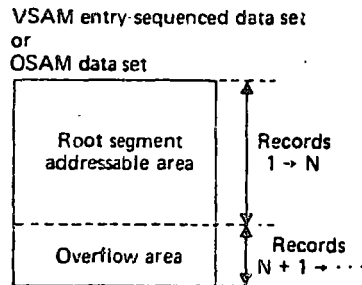 VSAM entry-sequenced data set
or
OSAM data set
Root segment
addressable area
Records
1 → N
Overflow area
Records
N + 1 → · · ·